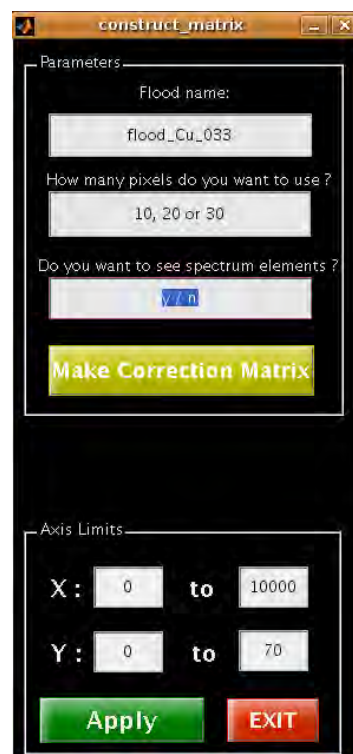 construct_matrix
Parameters
Flood name:
flood_Cu_033
How many pixels do you want to use ?
10, 20 or 30
Do you want to see spectrum elements ?
y / n
Make Correction Matrix
Axis Limits
X : 0 to 10000
Y : 0 to 70
Apply EXIT